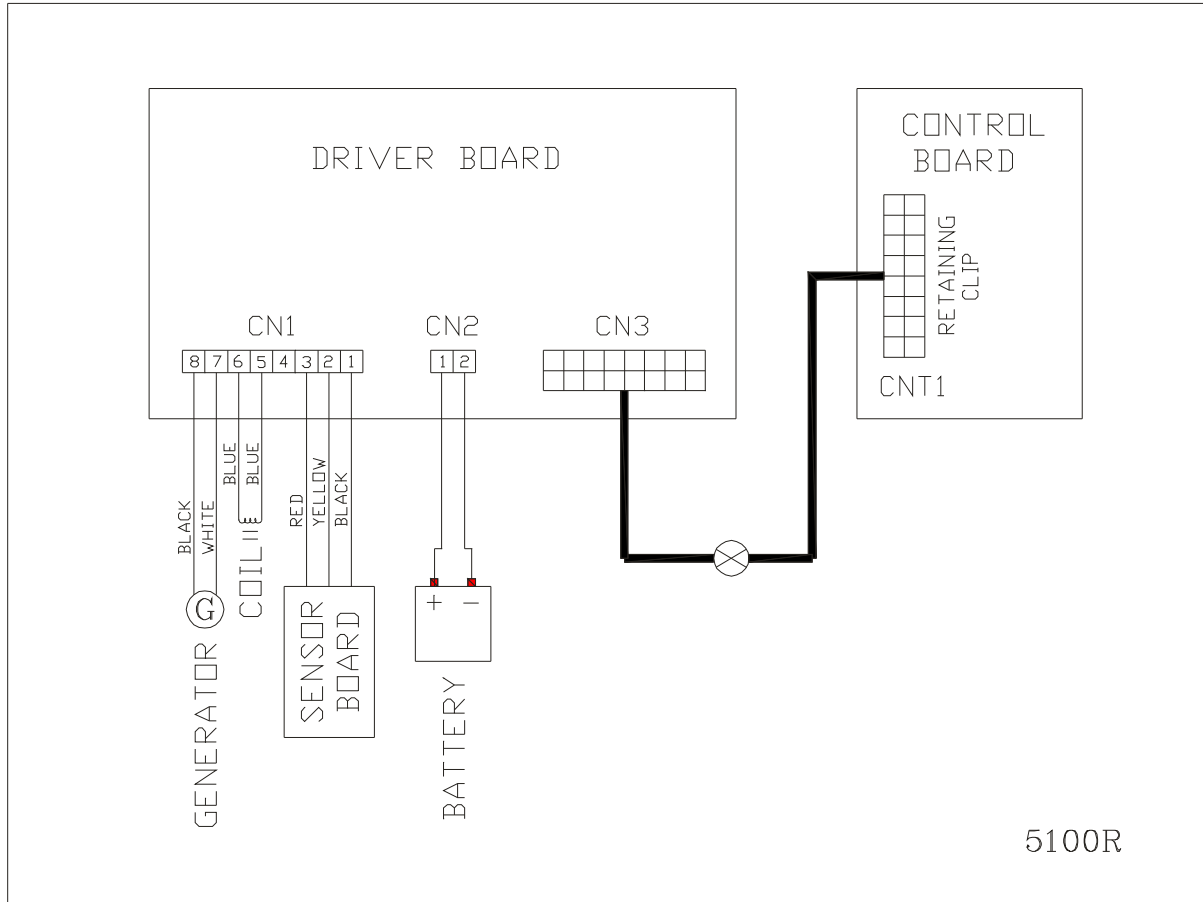 DRIVER BOARD
CONTROL
BOARD
RETAINING
CLIP
CNT1
CN1
CN2
CN3
8 7 6 5 4 3 2 1
1 2
BLACK
WHITE
BLUE
BLUE
RED
YELLOW
BLACK
COIL
G
GENERATOR
SENSOR
BOARD
+ −
BATTERY
5100R